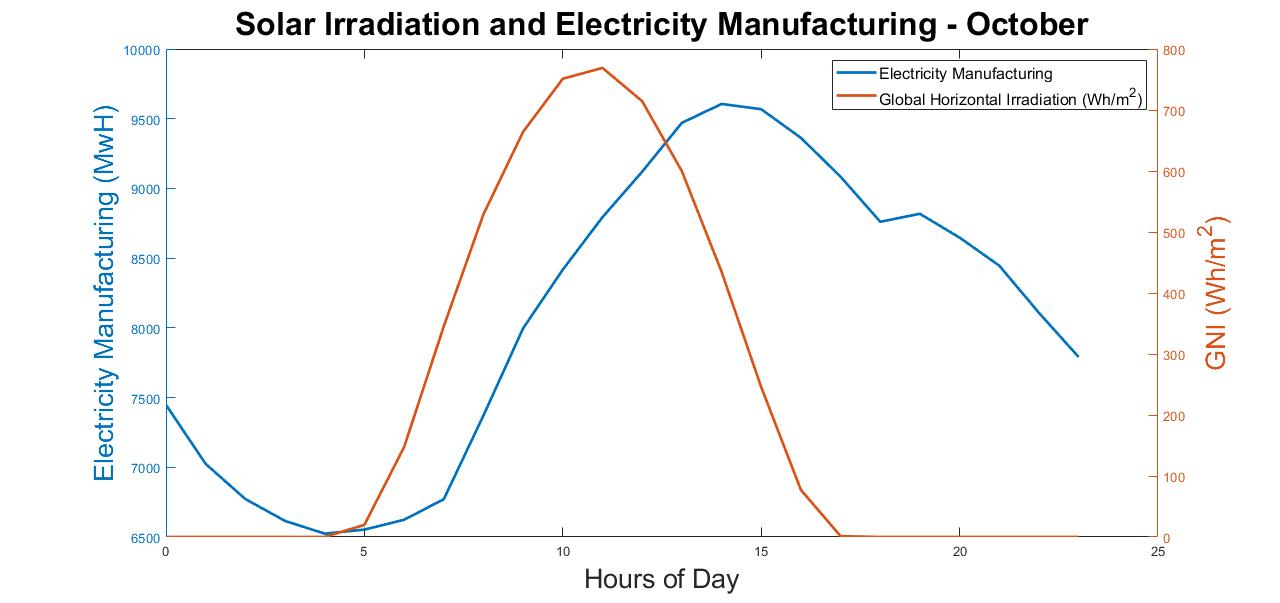 Solar Irradiation and Electricity Manufacturing - October
Electricity Manufacturing (MwH)
10000
9500
9000
8500
8000
7500
7000
6500
Electricity Manufacturing
Global Horizontal Irradiation (Wh/m²)
800
700
600
500
400
300
200
100
0
GNI (Wh/m²)
0 5 10 15 20 25
Hours of Day